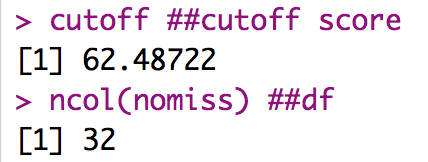 > cutoff ##cutoff score
[1] 62.48722
> ncol(nomiss) ##df
[1] 32